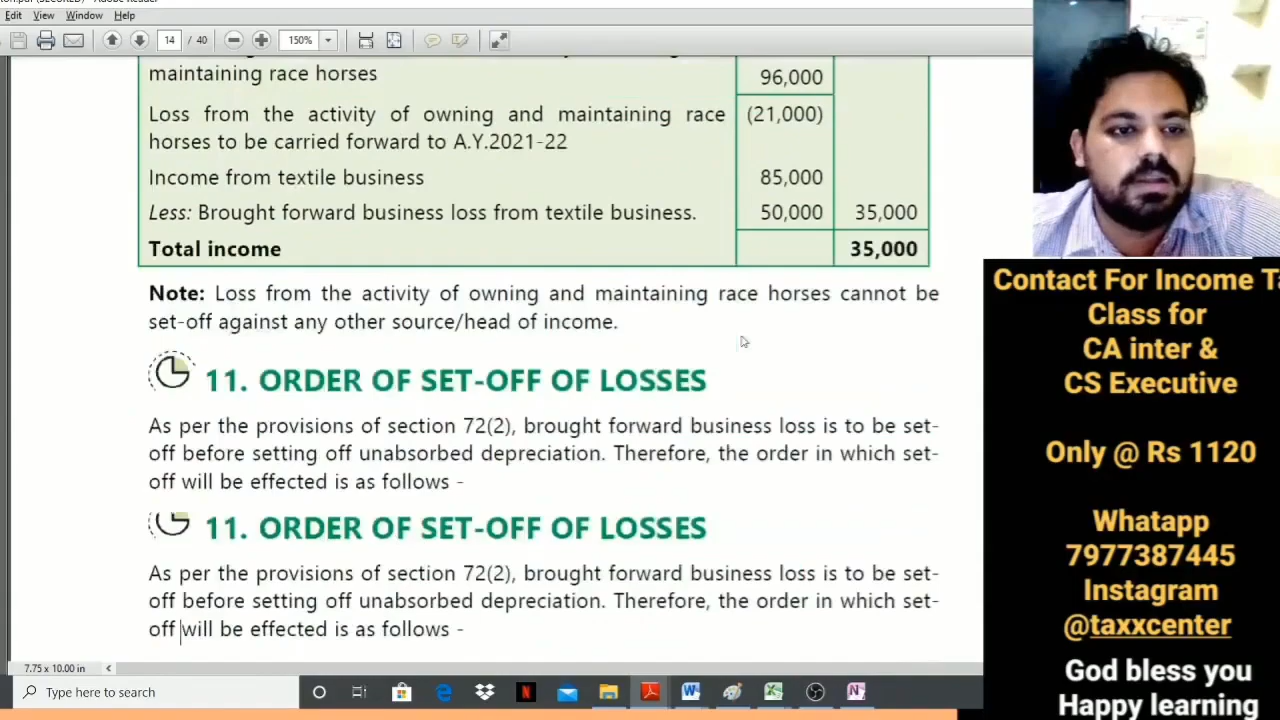 Edit View Window Help
14 / 40 150%
maintaining race horses 96,000
Loss from the activity of owning and maintaining race (21,000)
horses to be carried forward to A.Y.2021-22
Income from textile business 85,000
Less: Brought forward business loss from textile business. 50,000 35,000
Total income 35,000
Note: Loss from the activity of owning and maintaining race horses cannot be
set-off against any other source/head of income.
11. ORDER OF SET-OFF OF LOSSES
As per the provisions of section 72(2), brought forward business loss is to be set-
off before setting off unabsorbed depreciation. Therefore, the order in which set-
off will be effected is as follows -
11. ORDER OF SET-OFF OF LOSSES
As per the provisions of section 72(2), brought forward business loss is to be set-
off before setting off unabsorbed depreciation. Therefore, the order in which set-
off will be effected is as follows -
7.75 x 10.00 in
Type here to search
Contact For Income Ta
Class for
CA inter &
CS Executive
Only @ Rs 1120
Whatapp
7977387445
Instagram
@taxxcenter
God bless you
Happy learning